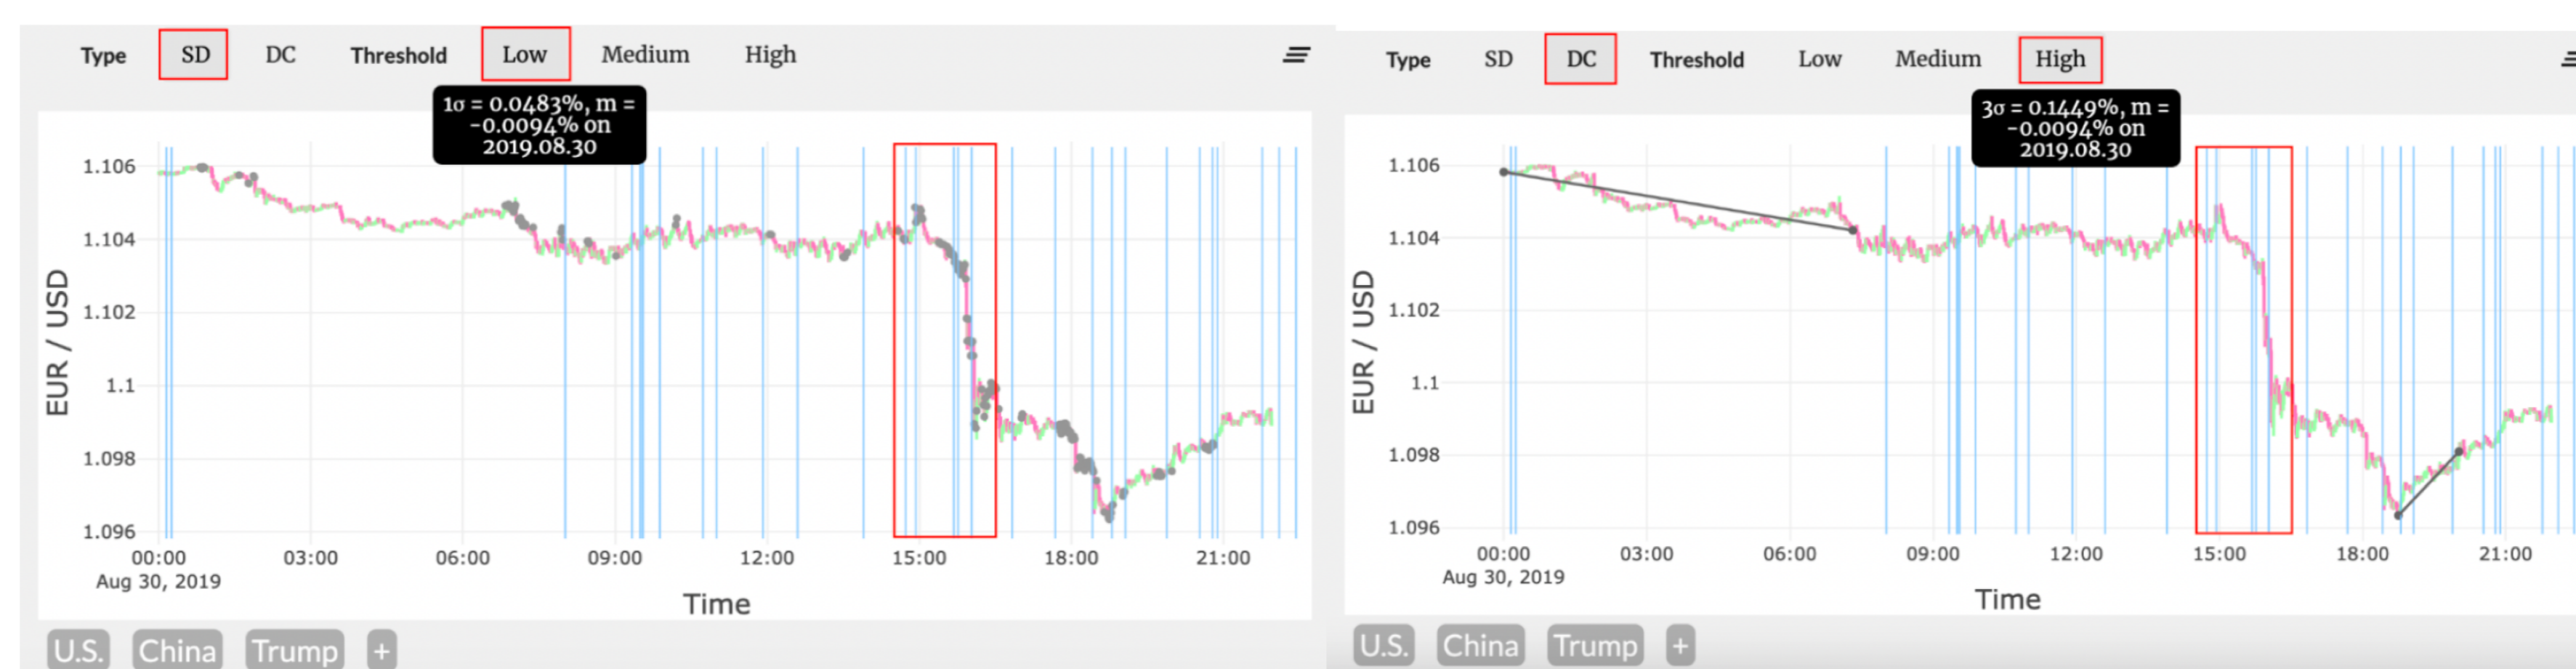 Type SD DC Threshold Low Medium High
1σ = 0.0483%, m =
-0.0094% on
2019.08.30
1.106
1.104
1.102
1.1
1.098
1.096
EUR / USD
00:00 03:00 06:00 09:00 12:00 15:00 18:00 21:00
Aug 30, 2019
Time
U.S. China Trump +
Type SD DC Threshold Low Medium High
3σ = 0.1449%, m =
-0.0094% on
2019.08.30
1.106
1.104
1.102
1.1
1.098
1.096
EUR / USD
00:00 03:00 06:00 09:00 12:00 15:00 18:00 21:00
Aug 30, 2019
Time
U.S. China Trump +